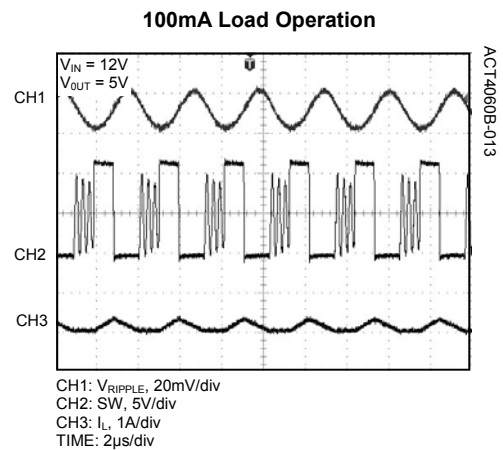 100mA Load Operation
VIN = 12V
V0UT = 5V
CH1
CH2
CH3
ACT4060B-013
CH1: VRIPPLE, 20mV/div
CH2: SW, 5V/div
CH3: IL, 1A/div
TIME: 2µs/div